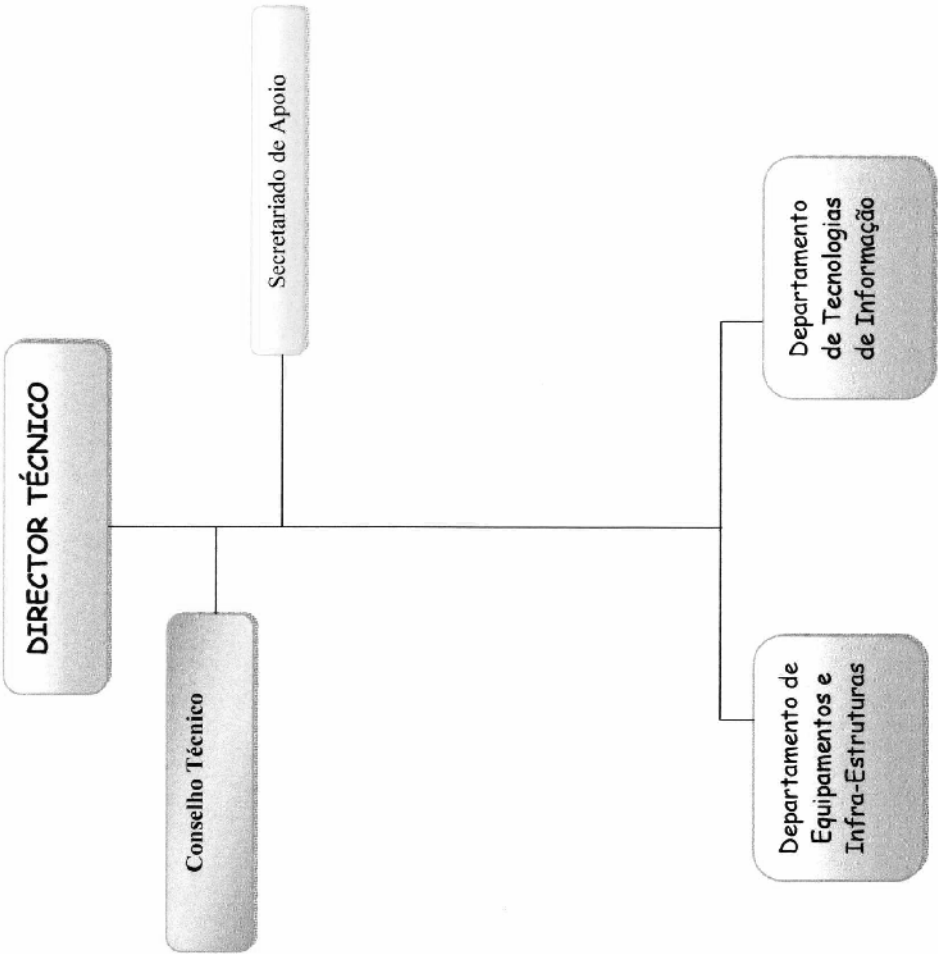 DIRECTOR TÉCNICO
Conselho Técnico
Secretariado de Apoio
Departamento de
Equipamentos e
Infra-Estruturas
Departamento
de Tecnologias
de Informação